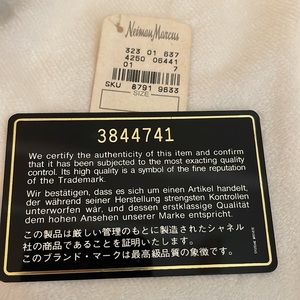 Neiman Marcus
323 01 637
4250 06441
01 7
SKU 8791 9633
SIZE
3844741
We certify the authenticity of this item and confirm
that it has been subjected to the most exacting quality
control. Its high quality is a symbol of the fine reputation
of the Trademark.
Wir bestätigen, dass es sich um einen Artikel handelt,
der während seiner Herstellung strengsten Kontrollen
unterworfen wär, und dessen erstklassige Qualität
dem hohen Ansehen unserer Marke entspricht.
この製品は厳しい管理のもとに製造されたシャネル
社の商品であることを証明いたします。
このブランド・マークは最高級品質の象徴です。